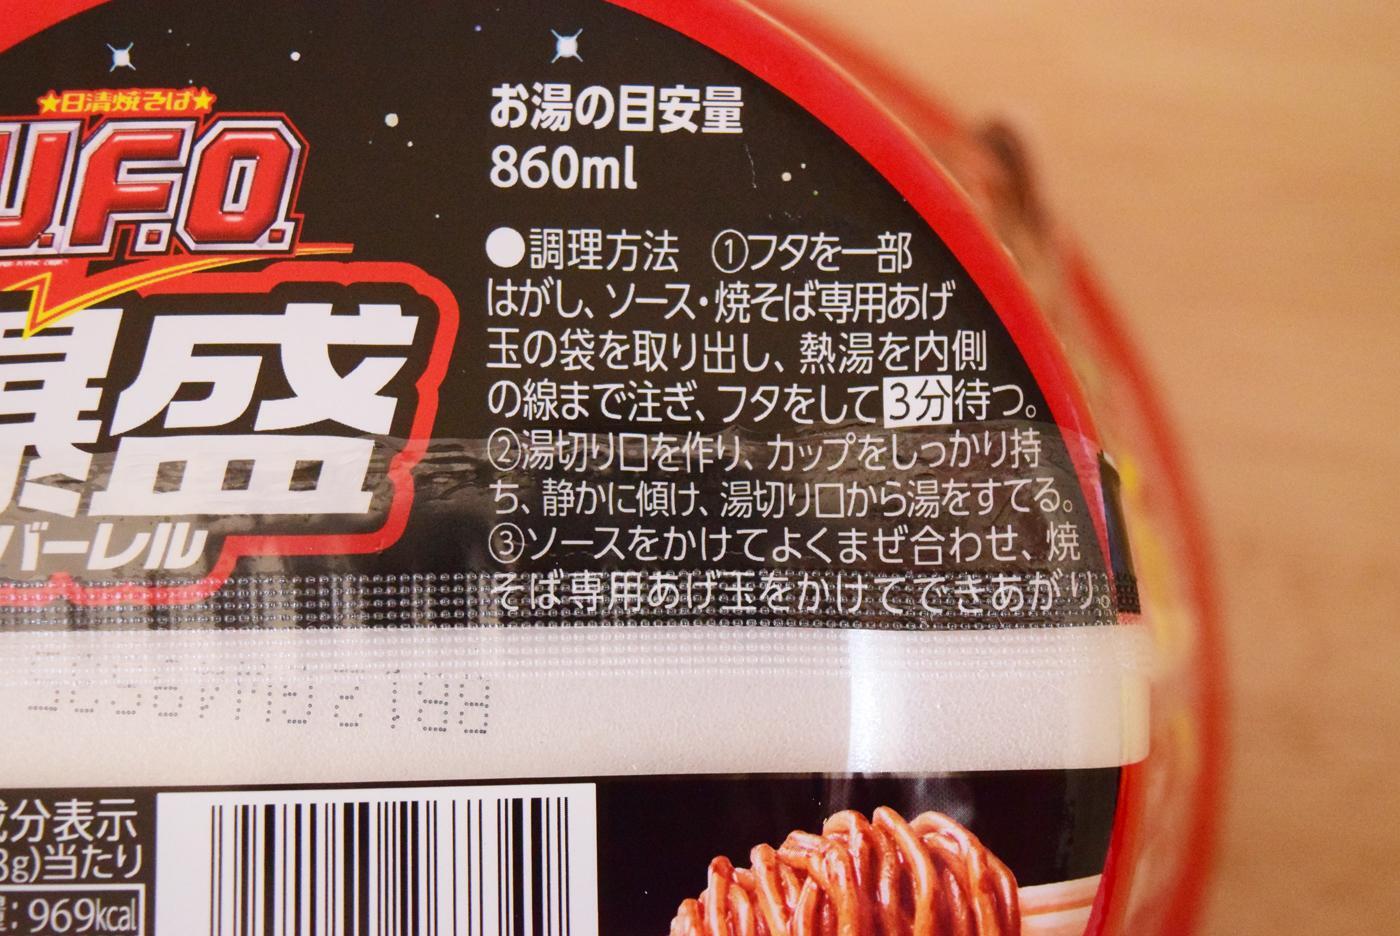 ★日清焼そば★
U.F.O.
爆盛
バーレル
お湯の目安量
860ml
●調理方法 ①フタを一部
はがし、ソース・焼そば専用あげ
玉の袋を取り出し、熱湯を内側
の線まで注ぎ、フタをして3分待つ。
②湯切り口を作り、カップをしっかり持
ち、静かに傾け、湯切り口から湯をすてる。
③ソースをかけてよくまぜ合わせ、焼
そば専用あげ玉をかけてできあがり。
分表示
g)当たり
969kcal